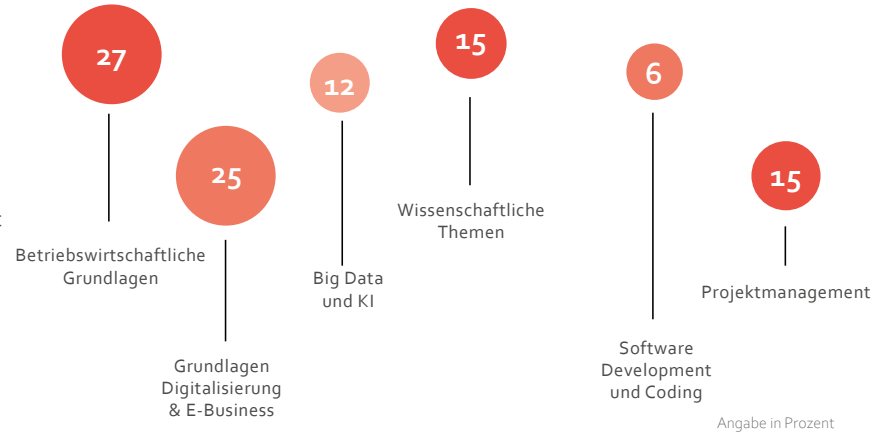 27
Betriebswirtschaftliche
Grundlagen
25
Grundlagen
Digitalisierung
& E-Business
12
Big Data
und KI
15
Wissenschaftliche
Themen
6
Software
Development
und Coding
15
Projektmanagement
Angabe in Prozent